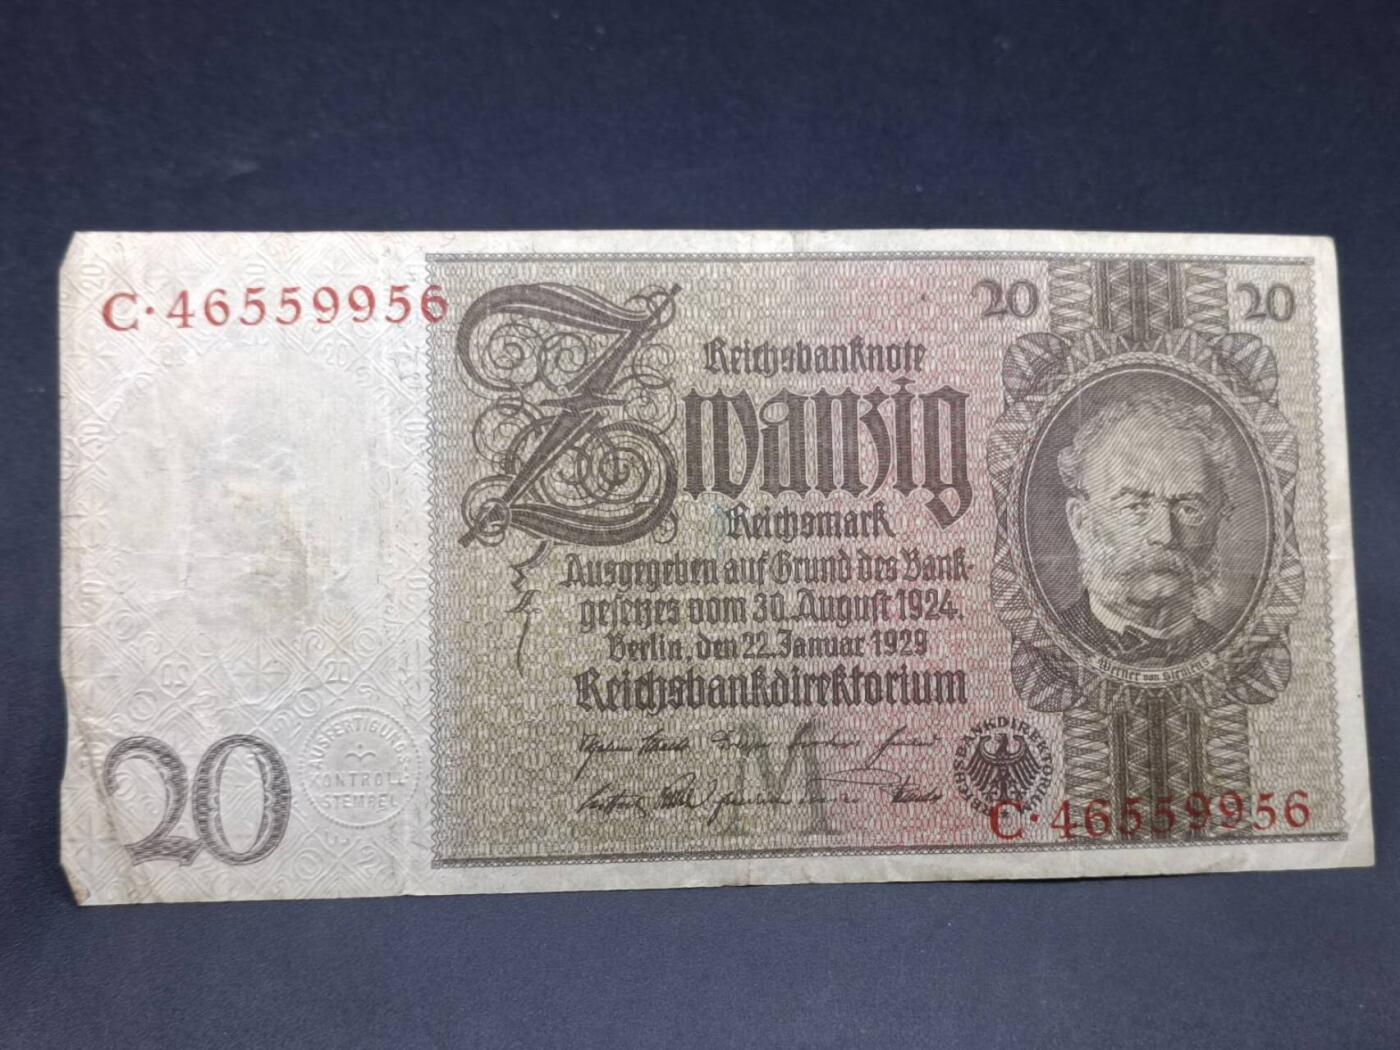 C·46559956
20
20
Reichsbanknote
Zwanzig
Reichsmark
Ausgegeben auf Grund des Bank-
gesetzes vom 30. August 1924.
Berlin, den 22. Januar 1929
Reichsbankdirektorium
Werner von Siemens
M
REICHSBANKDIREKTORIUM
20
AUSFERTIGUNGS
KONTROLL
STEMPEL
C·46559956